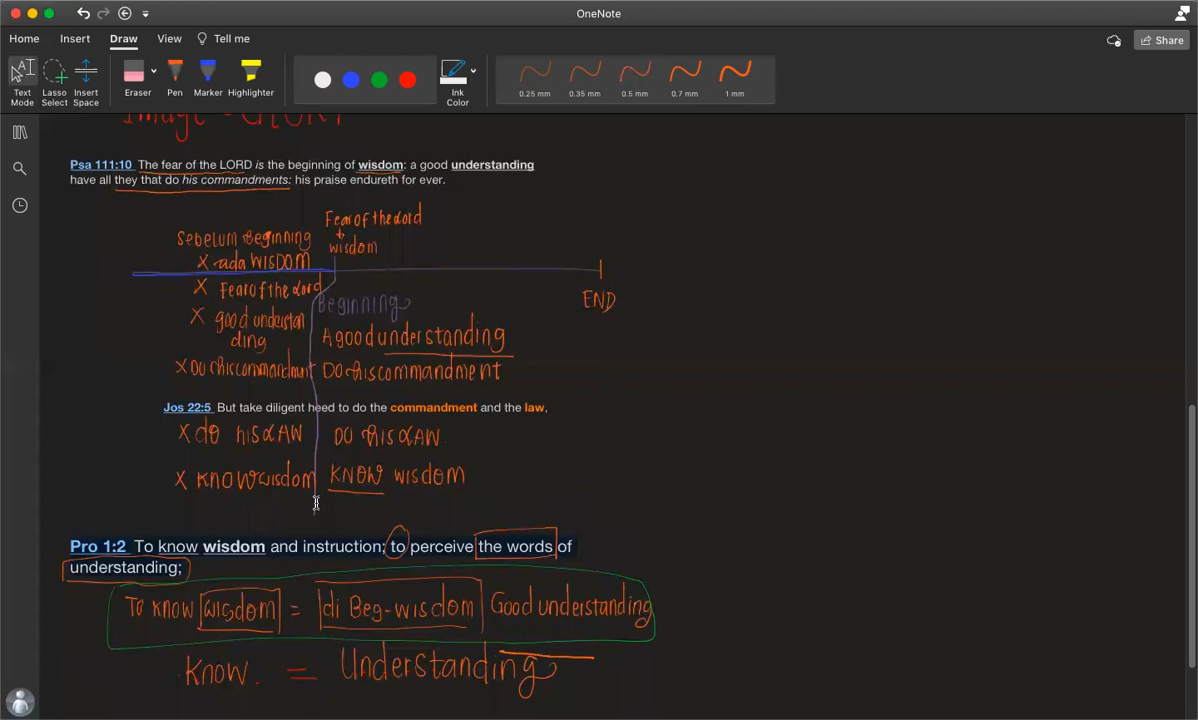 OneNote
Home Insert Draw View Tell me
Share
Text Mode
Lasso Select
Insert Space
Eraser
Pen
Marker
Highlighter
Ink Color
0.25 mm 0.35 mm 0.5 mm 0.7 mm 1 mm
Image =
Psa 111:10 The fear of the LORD is the beginning of wisdom: a good understanding
have all they that do his commandments: his praise endureth for ever.
Fear of the Lord
Sebelum Beginning
wisdom
X ada WISDOM
X Fear of the Lord
Beginning
END
X good understan
ding
A good understanding
X Do his commandment Do his commandment
Jos 22:5 But take diligent heed to do the commandment and the law,
X do his LAW DO his LAW
X KNOW wisdom KNOW wisdom
Pro 1:2 To know wisdom and instruction; to perceive the words of
understanding;
To know wisdom = di Beg-wisdom Good understanding
Know. = Understanding